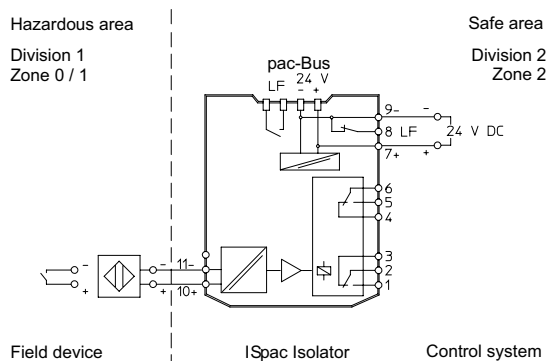 Hazardous area
Safe area
Division 1
Zone 0 / 1
Division 2
Zone 2
pac-Bus
LF
24 V
- +
9-
-
8 LF
24 V DC
7+
+
6
5
4
3
2
1
-
-
11-
+
+
10+
Field device
ISpac Isolator
Control system